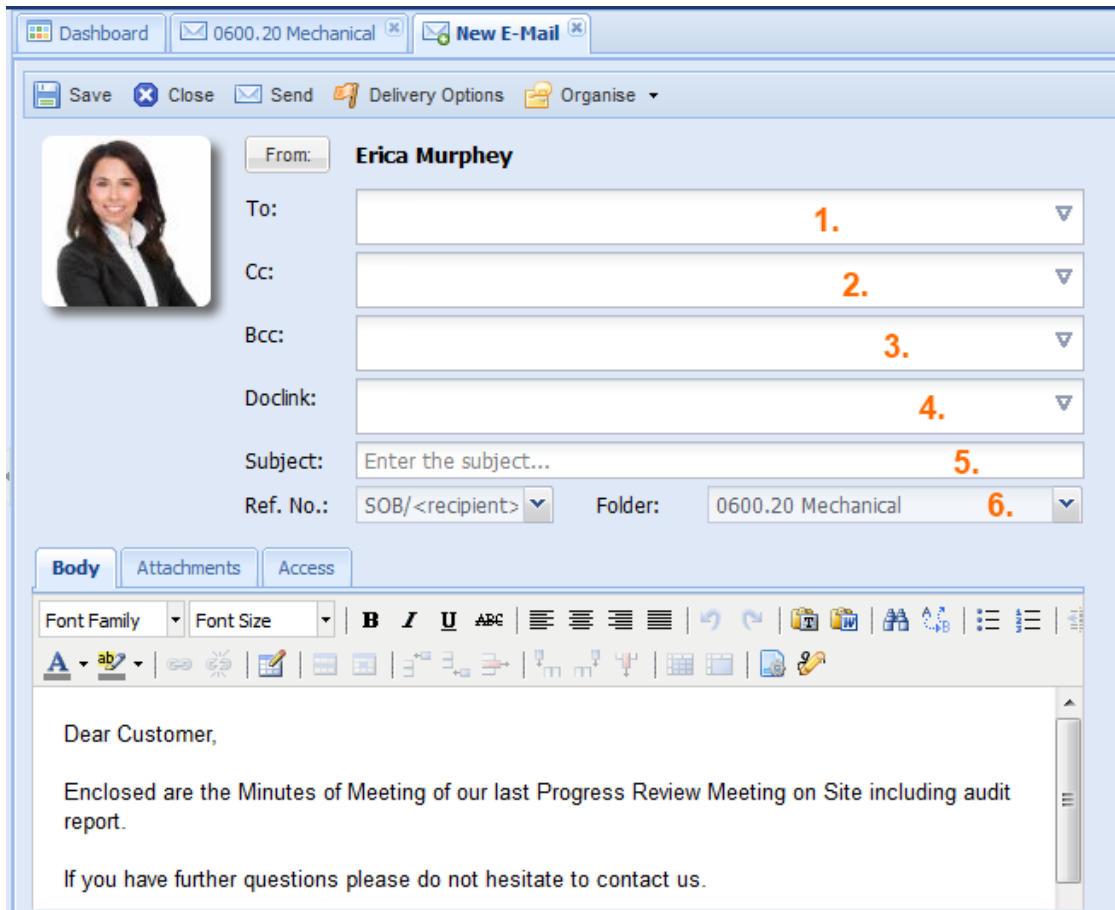 Dashboard 0600.20 Mechanical New E-Mail
Save Close Send Delivery Options Organise
From: Erica Murphey
To: 1.
Cc: 2.
Bcc: 3.
Doclink: 4.
Subject: Enter the subject... 5.
Ref. No.: SOB/<recipient> Folder: 0600.20 Mechanical 6.
Body Attachments Access
Font Family Font Size B I U ABC
A ab
Dear Customer,
Enclosed are the Minutes of Meeting of our last Progress Review Meeting on Site including audit
report.
If you have further questions please do not hesitate to contact us.